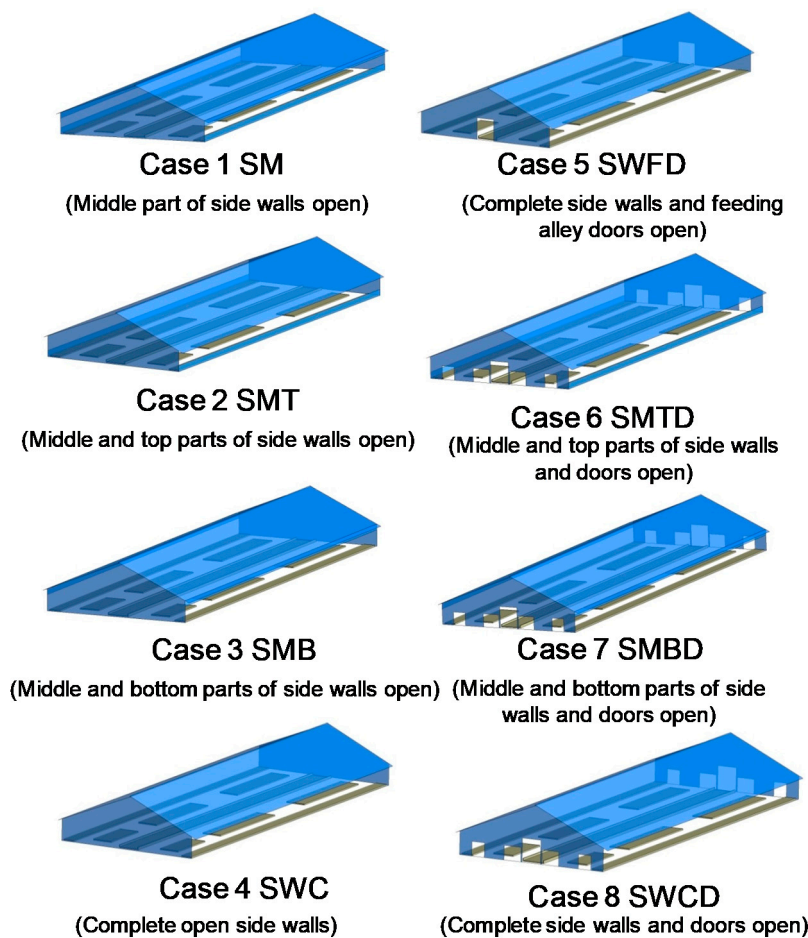 Case 1 SM
(Middle part of side walls open)
Case 5 SWFD
(Complete side walls and feeding
alley doors open)
Case 2 SMT
(Middle and top parts of side walls open)
Case 6 SMTD
(Middle and top parts of side walls
and doors open)
Case 3 SMB
(Middle and bottom parts of side walls open)
Case 7 SMBD
(Middle and bottom parts of side
walls and doors open)
Case 4 SWC
(Complete open side walls)
Case 8 SWCD
(Complete side walls and doors open)